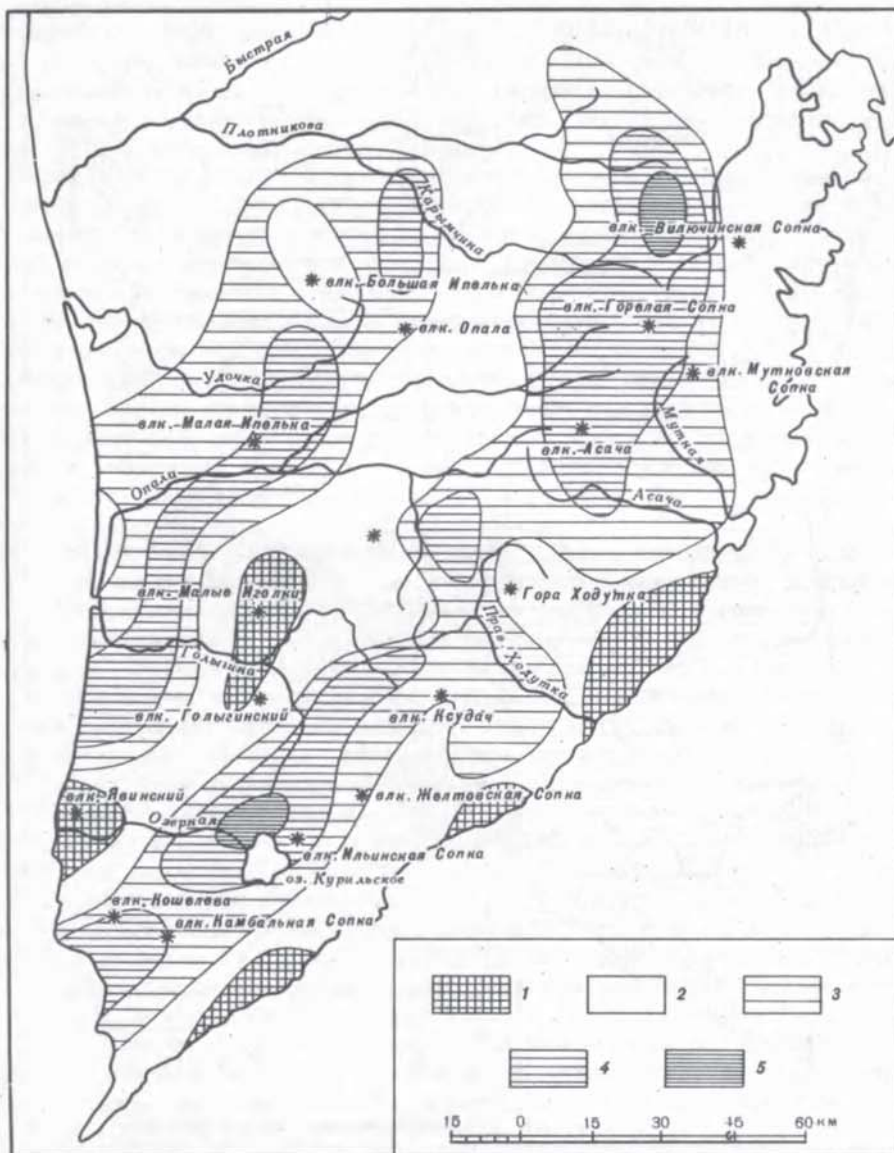 Быстрая
Плотникова
Карымчина
влк. Вилючинская Сопка
влк. Большая Ипелька
влк. Горелая Сопка
влк. Опала
Удочка
влк. Мутновская
Сопка
влк. Малая Ипелька
Мутная
влк. Асача
Опала
Асача
влк. Малые Иголки
Гора Ходутка
Прав. Ходутка
Голыгина
влк. Голыгинский
влк. Ксудач
влк. Явинский
влк. Желтовская Сопка
Озерная
влк. Ильинская Сопка
оз. Курильское
влк. Кошелева
влк. Камбальная Сопка
1
2
3
4
5
15 0 15 30 45 60 км